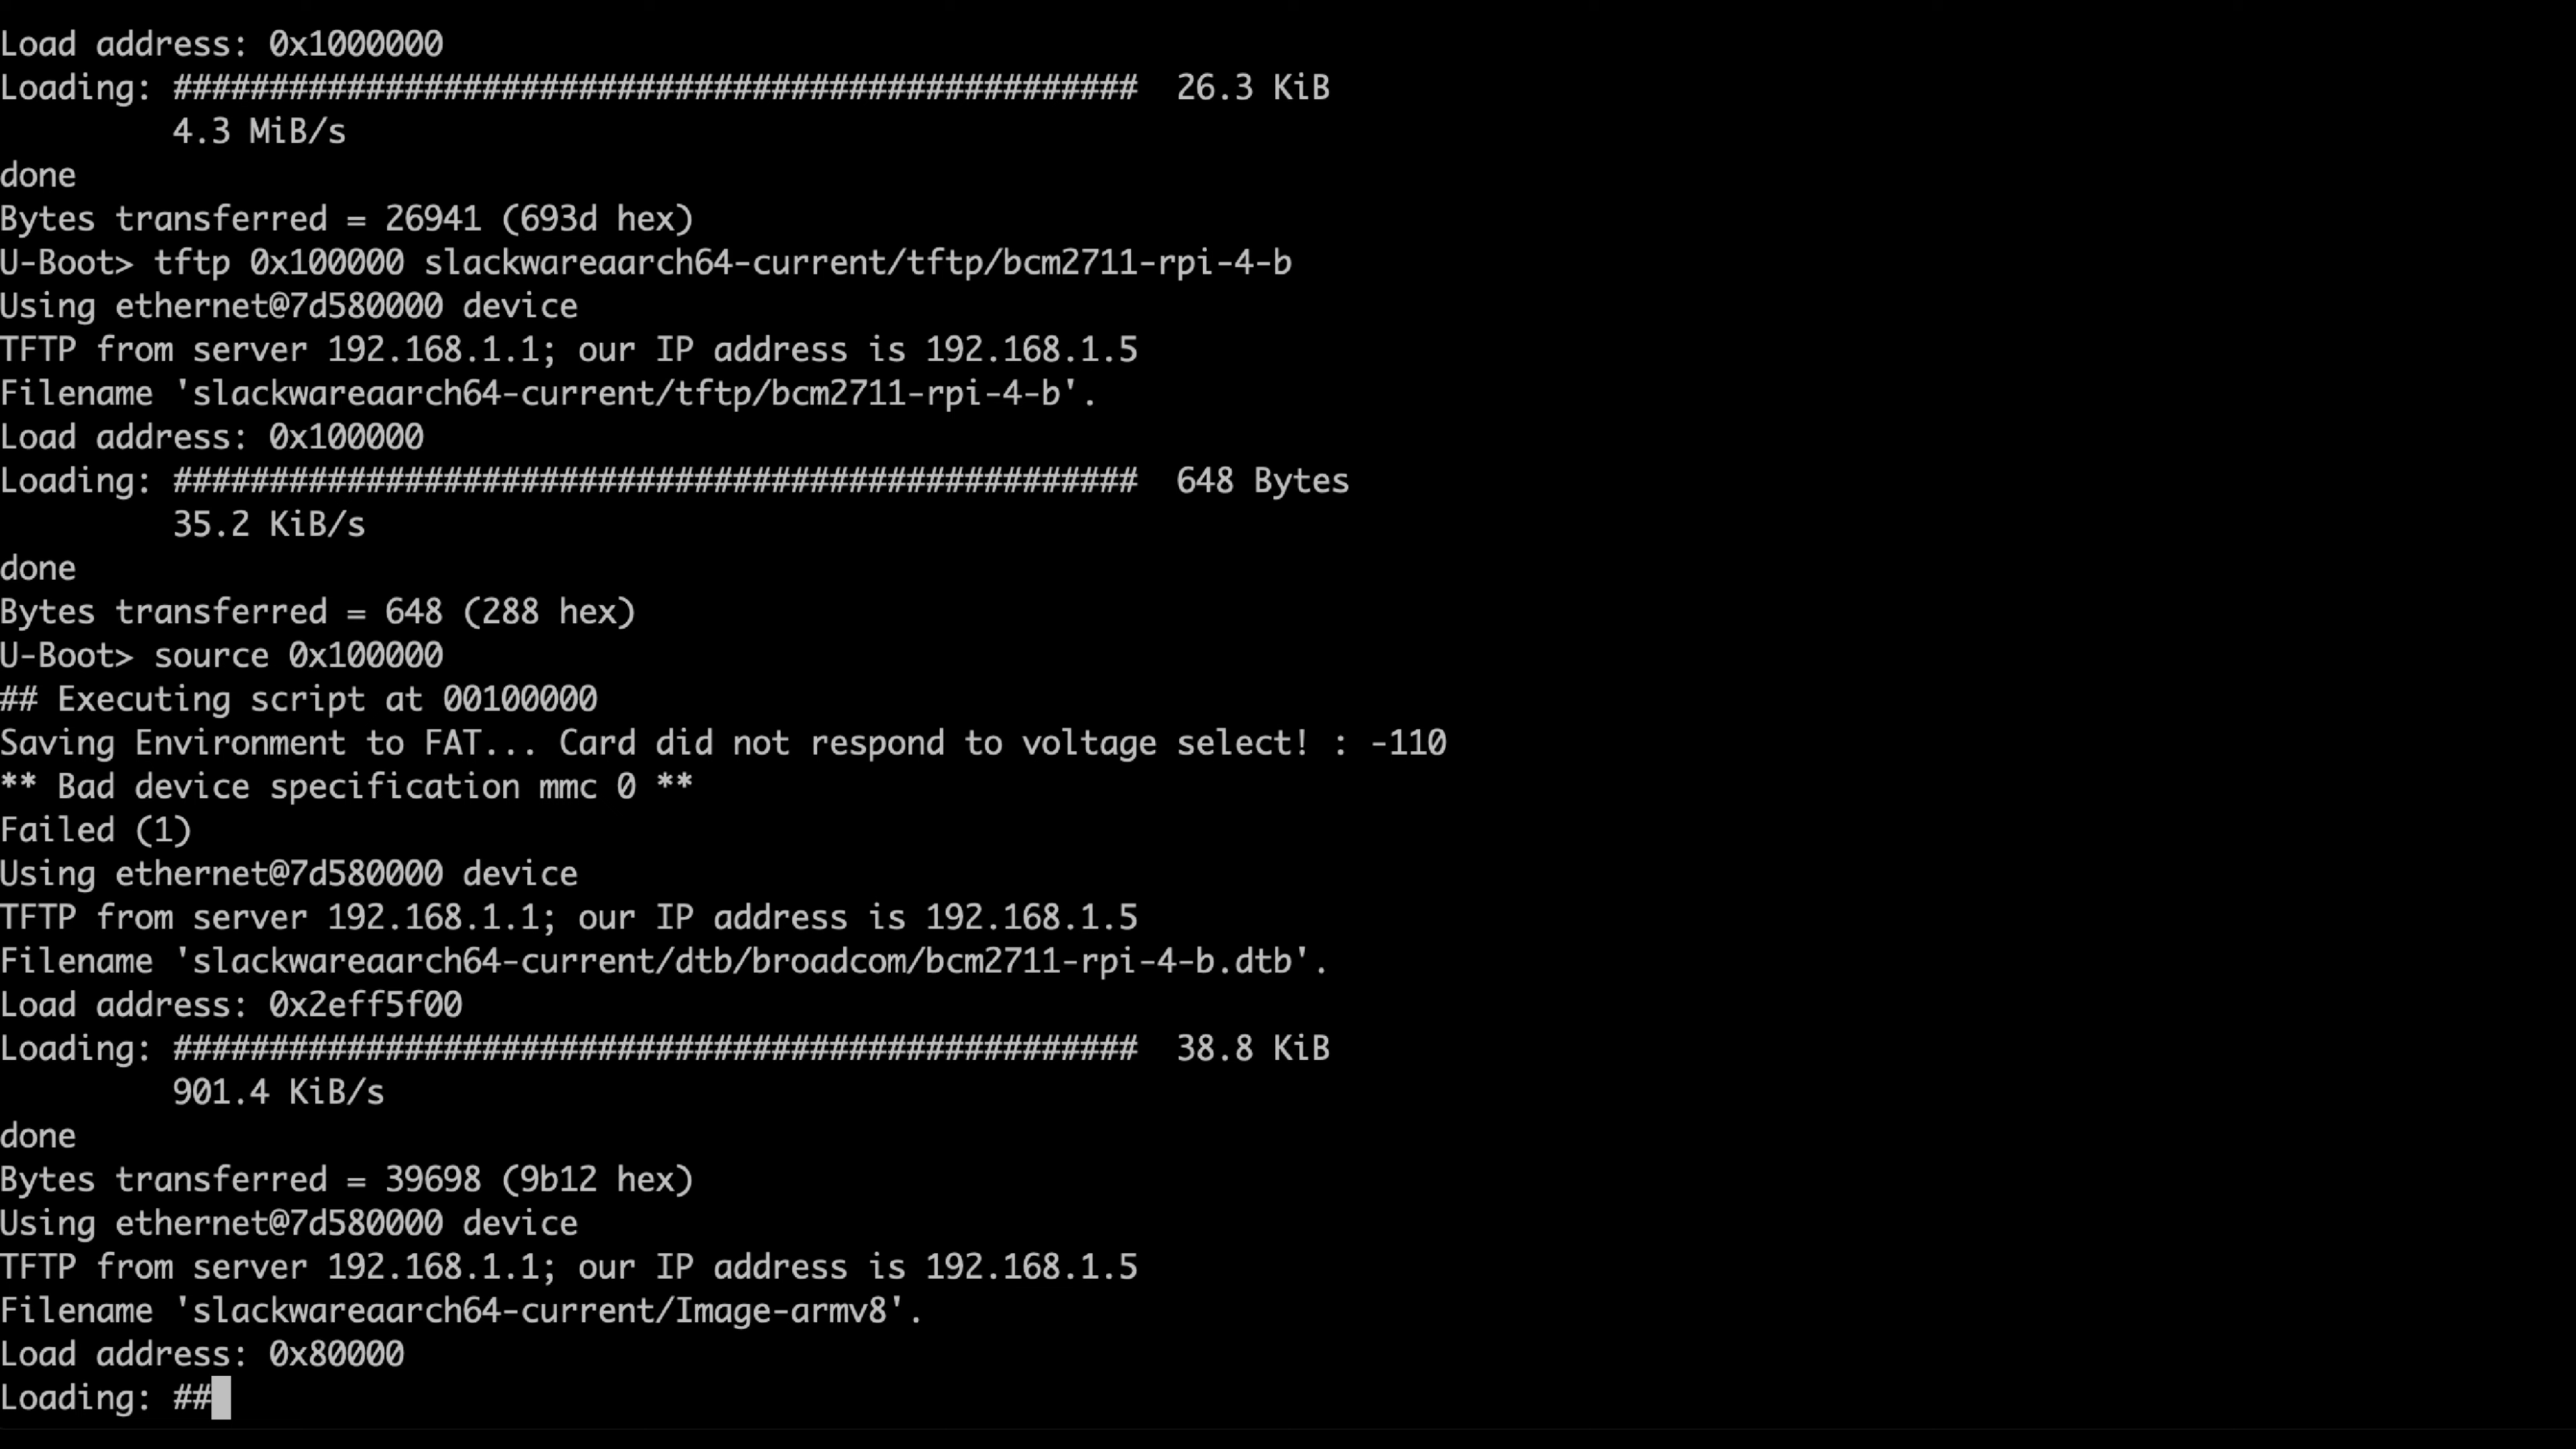 Load address: 0x1000000
Loading: ##################################################  26.3 KiB
         4.3 MiB/s
done
Bytes transferred = 26941 (693d hex)
U-Boot> tftp 0x100000 slackwareaarch64-current/tftp/bcm2711-rpi-4-b
Using ethernet@7d580000 device
TFTP from server 192.168.1.1; our IP address is 192.168.1.5
Filename 'slackwareaarch64-current/tftp/bcm2711-rpi-4-b'.
Load address: 0x100000
Loading: ##################################################  648 Bytes
         35.2 KiB/s
done
Bytes transferred = 648 (288 hex)
U-Boot> source 0x100000
## Executing script at 00100000
Saving Environment to FAT... Card did not respond to voltage select! : -110
** Bad device specification mmc 0 **
Failed (1)
Using ethernet@7d580000 device
TFTP from server 192.168.1.1; our IP address is 192.168.1.5
Filename 'slackwareaarch64-current/dtb/broadcom/bcm2711-rpi-4-b.dtb'.
Load address: 0x2eff5f00
Loading: ##################################################  38.8 KiB
         901.4 KiB/s
done
Bytes transferred = 39698 (9b12 hex)
Using ethernet@7d580000 device
TFTP from server 192.168.1.1; our IP address is 192.168.1.5
Filename 'slackwareaarch64-current/Image-armv8'.
Load address: 0x80000
Loading: ##